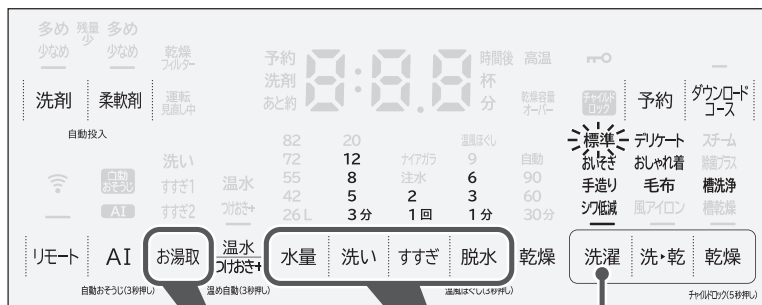 多め 残量 多め
少なめ 少 少なめ
乾燥
フィルター
予約
洗剤
あと約
8:8.8
時間後
杯
分
高温
乾燥容量
オーバー
チャイルド
ロック
洗剤 柔軟剤 運転
見直し中
自動投入
予約 ダウンロード
コース
自動
おそうじ
AI
洗い
すすぎ1
すすぎ2
温水
つけおき+
82 20 温風ほぐし
72 12 ナイアガラ 9 自動
55 8 注水 6 90
42 5 2 3 60
26L 3分 1回 1分 30分
標準 デリケート スチーム
おいそぎ おしゃれ着 除菌プラス
手造り 毛布 槽洗浄
シワ低減 風アイロン 槽乾燥
リモート AI お湯取 温水
つけおき+ 水量 洗い すすぎ 脱水 乾燥 洗濯 洗・乾 乾燥
自動おそうじ(3秒押し) 温め自動(3秒押し) 温風ほぐし(3秒押し) チャイルドロック(5秒押し)